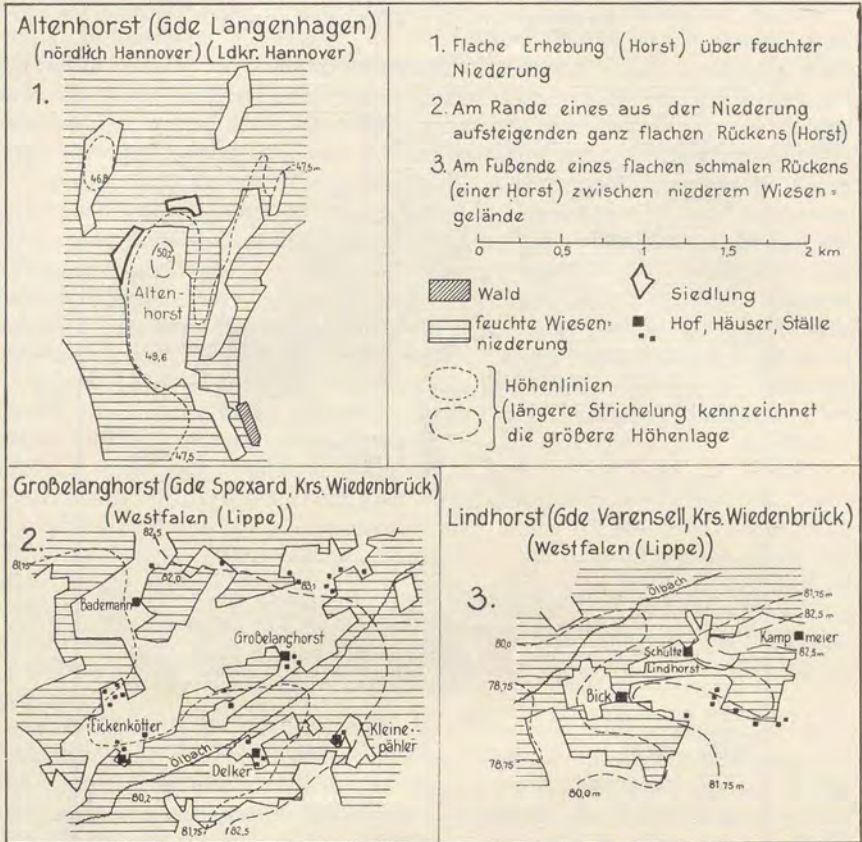 Altenhorst (Gde Langenhagen)
(nördlich Hannover) (Ldkr. Hannover)
1.
46,8
47,5m
50,2
Alten-
horst
49,6
47,5
1. Flache Erhebung (Horst) über feuchter
Niederung
2. Am Rande eines aus der Niederung
aufsteigenden ganz flachen Rückens (Horst)
3. Am Fußende eines flachen schmalen Rückens
(einer Horst) zwischen niederem Wiesen=
gelände
0 0,5 1 1,5 2 km
Wald
Siedlung
feuchte Wiesen=
niederung
Hof, Häuser, Ställe
Höhenlinien
(längere Strichelung kennzeichnet
die größere Höhenlage
Großelanghorst (Gde Spexard, Krs. Wiedenbrück)
(Westfalen (Lippe))
2.
82,5
81,75
82,0
83,1
Bademann
Großelanghorst
Eickenkötter
Ölbach
Delker
Kleine=
pähler
80,2
81,75
82,5
Lindhorst (Gde Varensell, Krs. Wiedenbrück)
(Westfalen (Lippe))
3.
Ölbach
81,75 m
82,5 m
80,0
Schulte
Lindhorst
Kamp meier
82,5 m
78,75
Bick
78,75
80,0 m
81,75 m